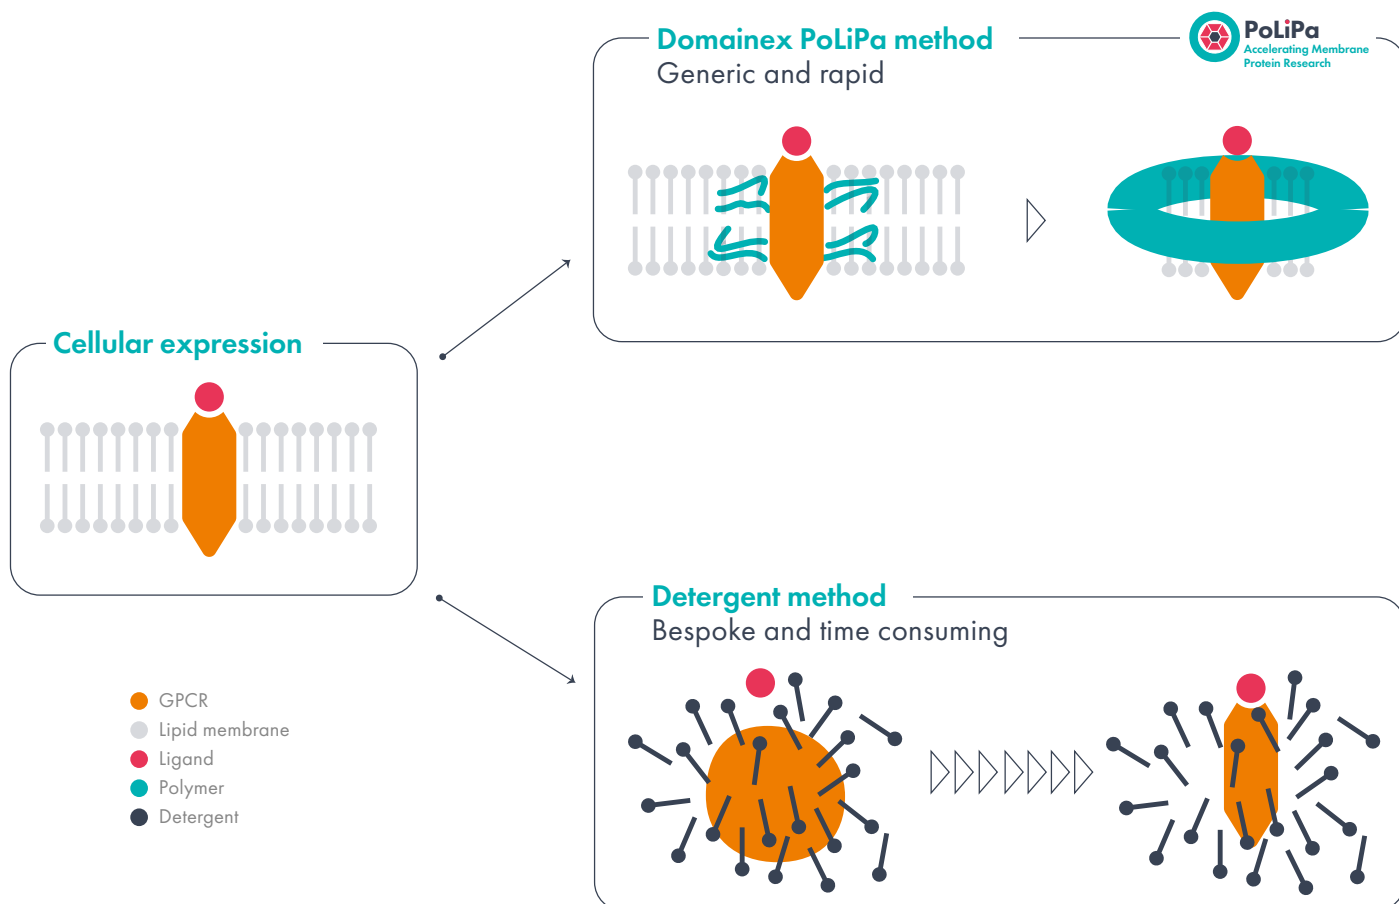 Domainex PoLiPa method
Generic and rapid
PoLiPa
Accelerating Membrane
Protein Research
Cellular expression
Detergent method
Bespoke and time consuming
GPCR
Lipid membrane
Ligand
Polymer
Detergent